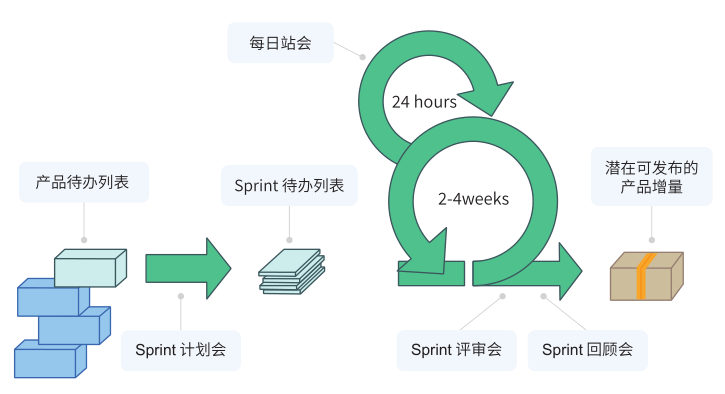 每日站会
24 hours
产品待办列表
Sprint 待办列表
2-4weeks
潜在可发布的
产品增量
Sprint 计划会
Sprint 评审会
Sprint 回顾会